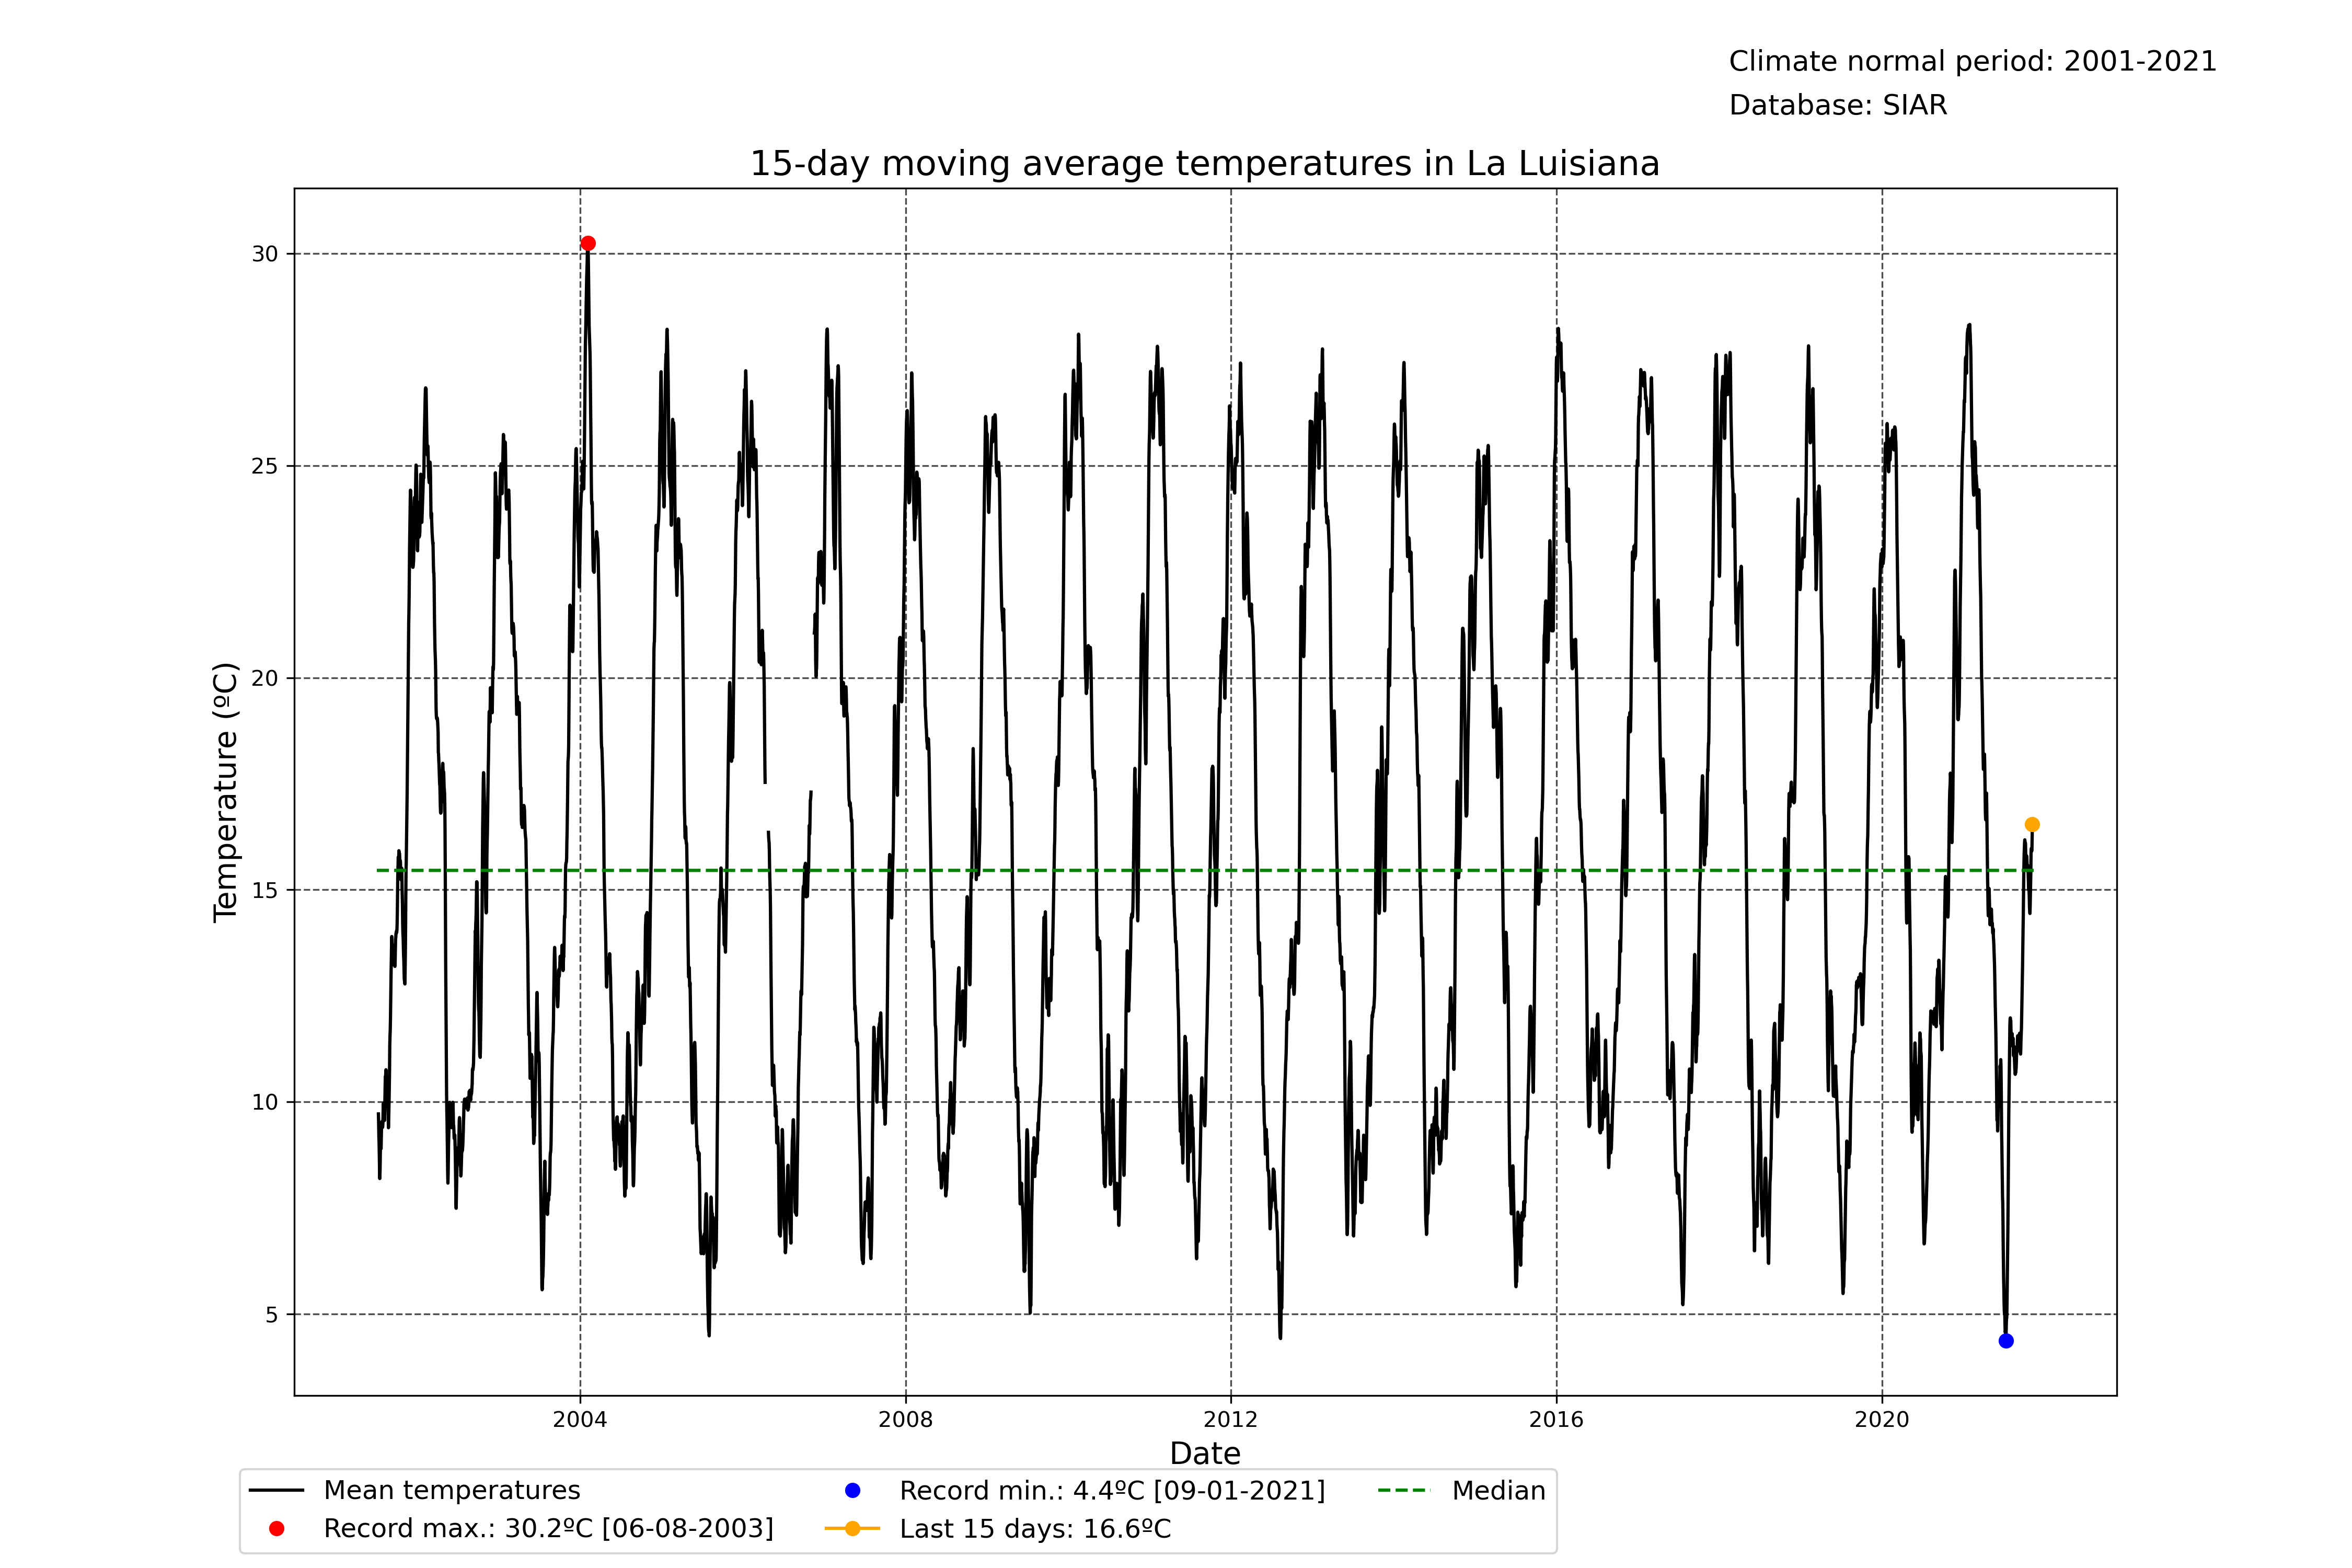 Climate normal period: 2001-2021
Database: SIAR
15-day moving average temperatures in La Luisiana
30
25
20
15
10
5
Temperature (ºC)
2004 2008 2012 2016 2020
Date
Mean temperatures
Record max.: 30.2ºC [06-08-2003]
Record min.: 4.4ºC [09-01-2021]
Last 15 days: 16.6ºC
Median